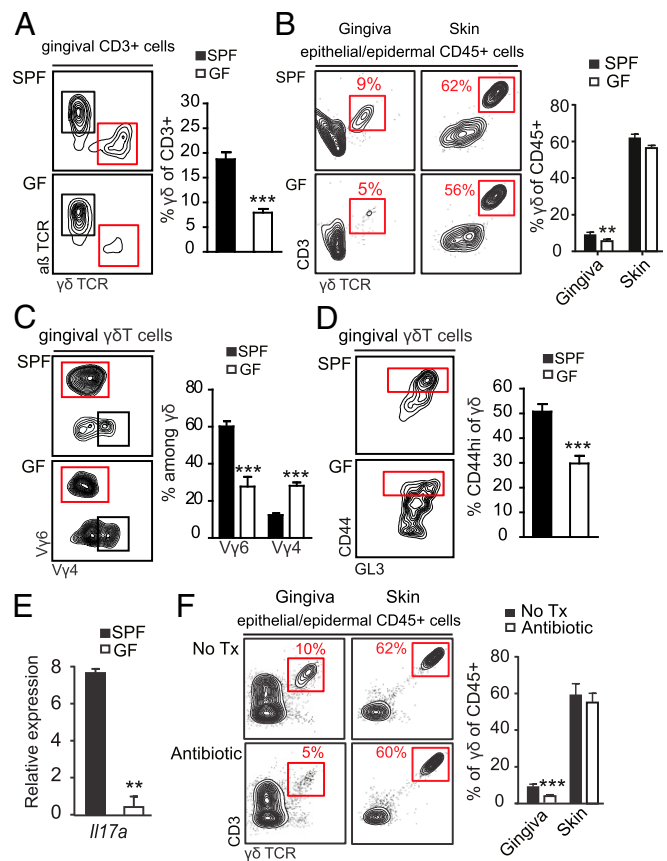 A
gingival CD3+ cells
SPF
GF
aß TCR
γδ TCR
SPF
GF
% γδ of CD3+
30
25
20
15
10
5
0
***
B
Gingiva
Skin
epithelial/epidermal CD45+ cells
SPF
9%
62%
GF
5%
56%
CD3
γδ TCR
SPF
GF
% γδ of CD45+
80
60
40
20
0
**
Gingiva
Skin
C
gingival γδT cells
SPF
GF
Vγ6
Vγ4
SPF
GF
% among γδ
80
60
40
20
0
***
***
Vγ6
Vγ4
D
gingival γδT cells
SPF
GF
CD44
GL3
SPF
GF
% CD44hi of γδ
60
50
40
30
20
10
0
***
E
SPF
GF
Relative expression
8
6
4
2
0
**
Il17a
F
Gingiva
Skin
epithelial/epidermal CD45+ cells
No Tx
10%
62%
Antibiotic
5%
60%
CD3
γδ TCR
No Tx
Antibiotic
% of γδ of CD45+
80
60
40
20
0
***
Gingiva
Skin